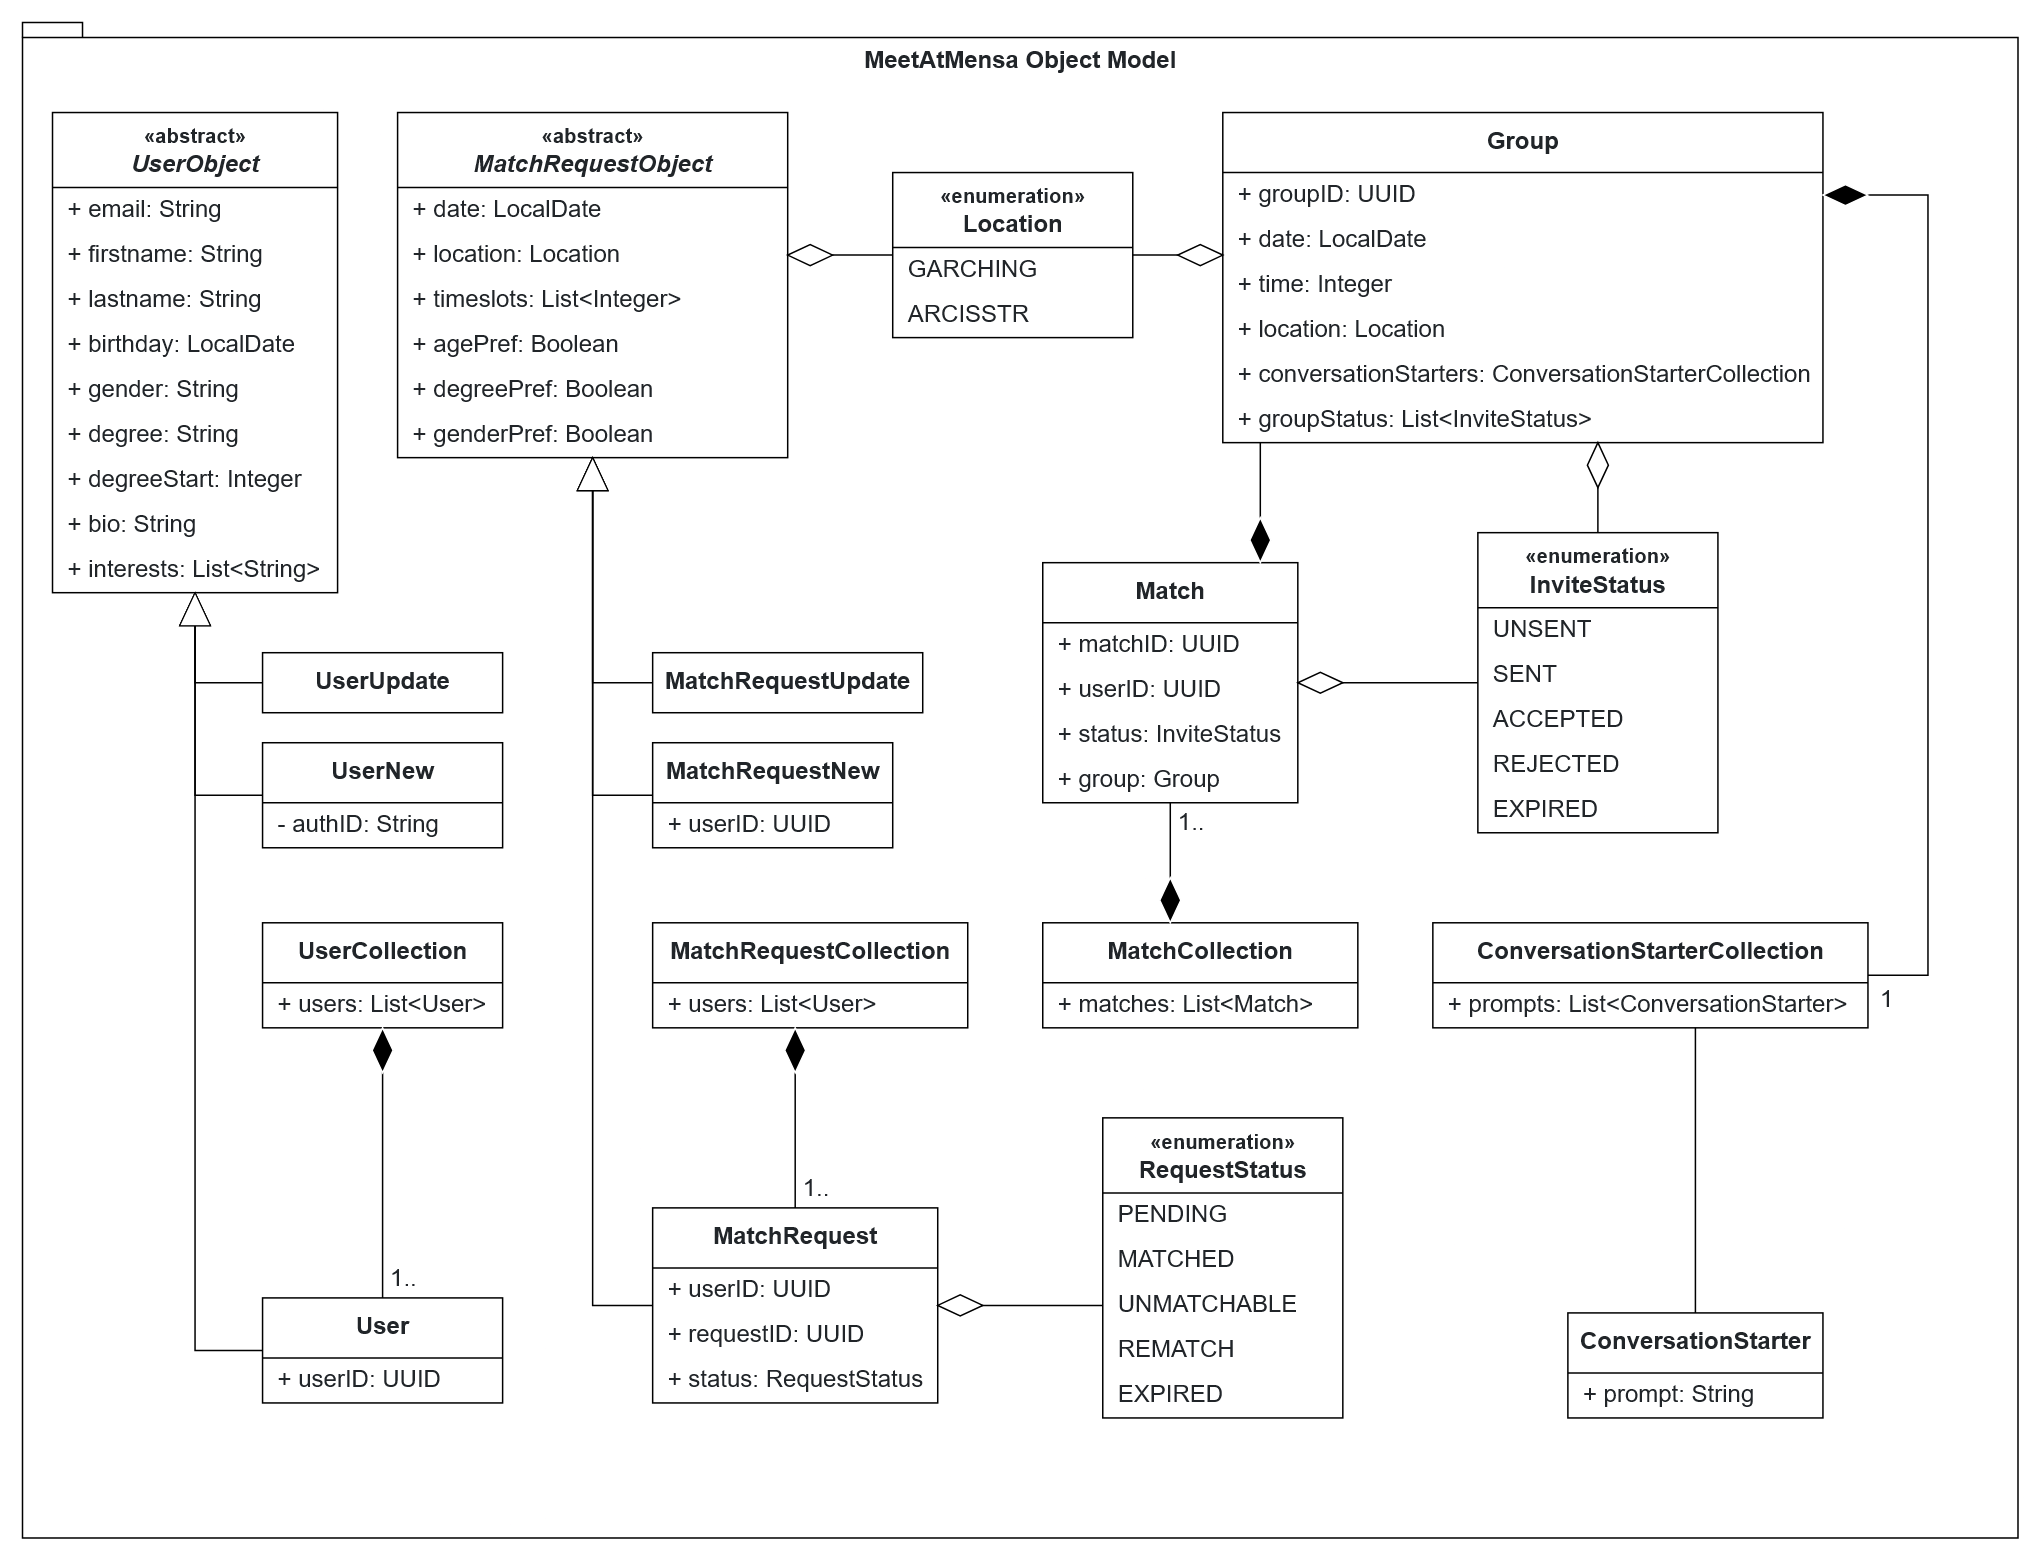 MeetAtMensa Object Model
«abstract»
UserObject
+ email: String
+ firstname: String
+ lastname: String
+ birthday: LocalDate
+ gender: String
+ degree: String
+ degreeStart: Integer
+ bio: String
+ interests: List<String>
«abstract»
MatchRequestObject
+ date: LocalDate
+ location: Location
+ timeslots: List<Integer>
+ agePref: Boolean
+ degreePref: Boolean
+ genderPref: Boolean
«enumeration»
Location
GARCHING
ARCISSTR
Group
+ groupID: UUID
+ date: LocalDate
+ time: Integer
+ location: Location
+ conversationStarters: ConversationStarterCollection
+ groupStatus: List<InviteStatus>
UserUpdate
UserNew
- authID: String
MatchRequestUpdate
MatchRequestNew
+ userID: UUID
Match
+ matchID: UUID
+ userID: UUID
+ status: InviteStatus
+ group: Group
1..
«enumeration»
InviteStatus
UNSENT
SENT
ACCEPTED
REJECTED
EXPIRED
UserCollection
+ users: List<User>
MatchRequestCollection
+ users: List<User>
MatchCollection
+ matches: List<Match>
ConversationStarterCollection
+ prompts: List<ConversationStarter>
1
1..
User
+ userID: UUID
1..
MatchRequest
+ userID: UUID
+ requestID: UUID
+ status: RequestStatus
«enumeration»
RequestStatus
PENDING
MATCHED
UNMATCHABLE
REMATCH
EXPIRED
ConversationStarter
+ prompt: String